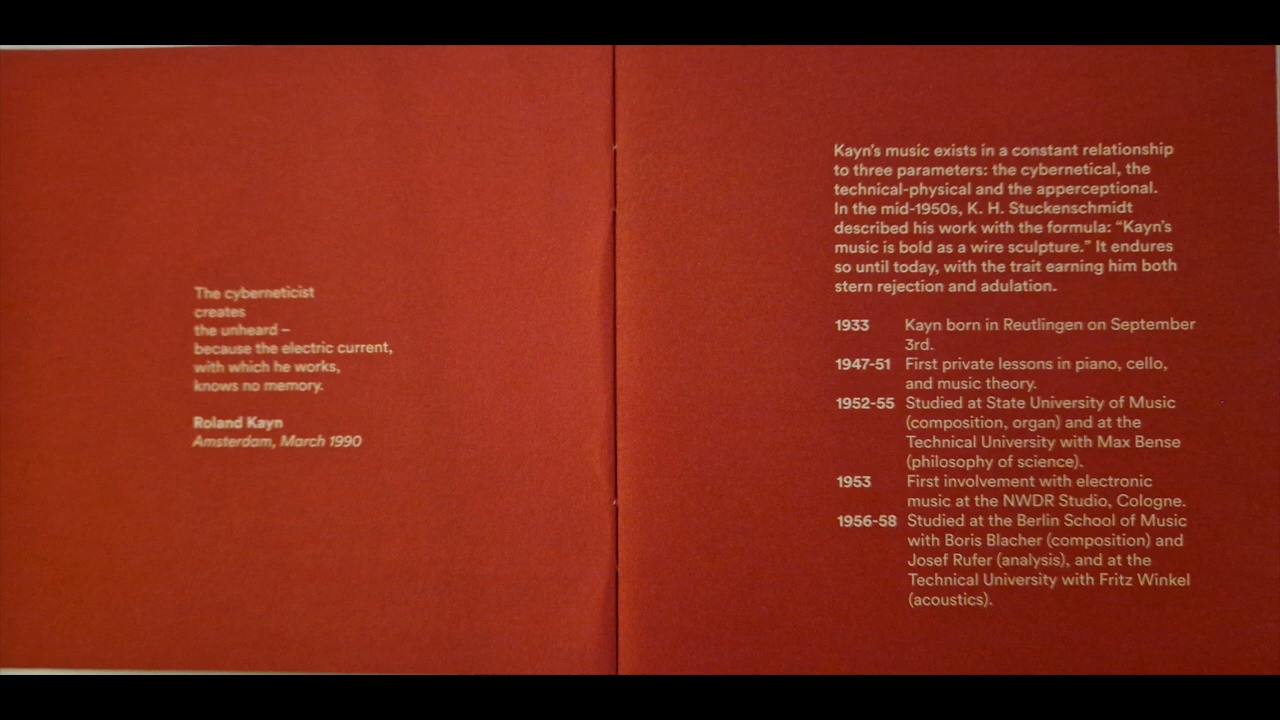 The cyberneticist
creates
the unheard –
because the electric current,
with which he works,
knows no memory.
Roland Kayn
Amsterdam, March 1990
Kayn's music exists in a constant relationship
to three parameters: the cybernetical, the
technical-physical and the apperceptional.
In the mid-1950s, K. H. Stuckenschmidt
described his work with the formula: “Kayn's
music is bold as a wire sculpture.” It endures
so until today, with the trait earning him both
stern rejection and adulation.
1933 Kayn born in Reutlingen on September
3rd.
1947-51 First private lessons in piano, cello,
and music theory.
1952-55 Studied at State University of Music
(composition, organ) and at the
Technical University with Max Bense
(philosophy of science).
1953 First involvement with electronic
music at the NWDR Studio, Cologne.
1956-58 Studied at the Berlin School of Music
with Boris Blacher (composition) and
Josef Rufer (analysis), and at the
Technical University with Fritz Winkel
(acoustics).